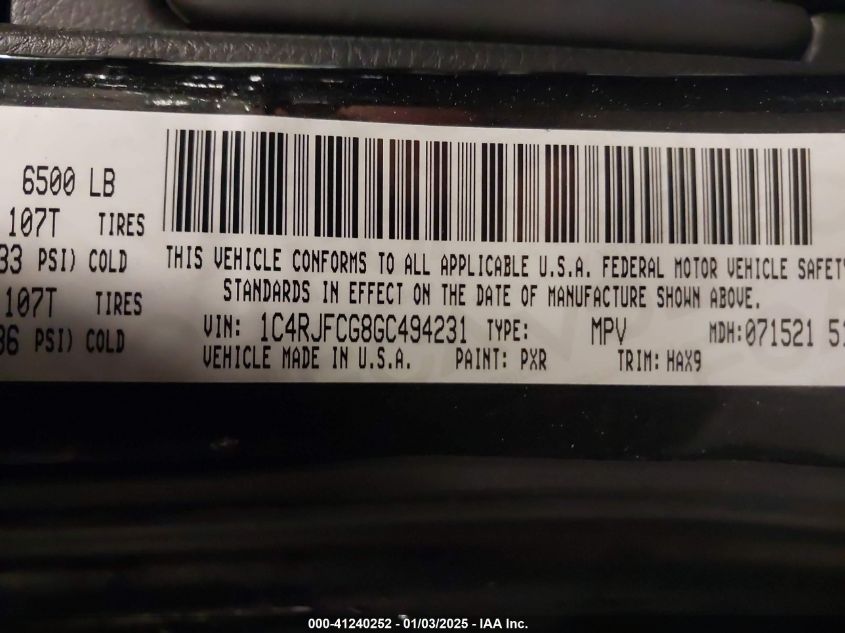 6500 LB
107T TIRES
33 PSI) COLD
107T TIRES
36 PSI) COLD
THIS VEHICLE CONFORMS TO ALL APPLICABLE U.S.A. FEDERAL MOTOR VEHICLE SAFETY
STANDARDS IN EFFECT ON THE DATE OF MANUFACTURE SHOWN ABOVE.
VIN: 1C4RJFCG8GC494231 TYPE: MPV MDH:071521 51
VEHICLE MADE IN U.S.A. PAINT: PXR TRIM: HAX9
000-41240252 - 01/03/2025 - IAA Inc.